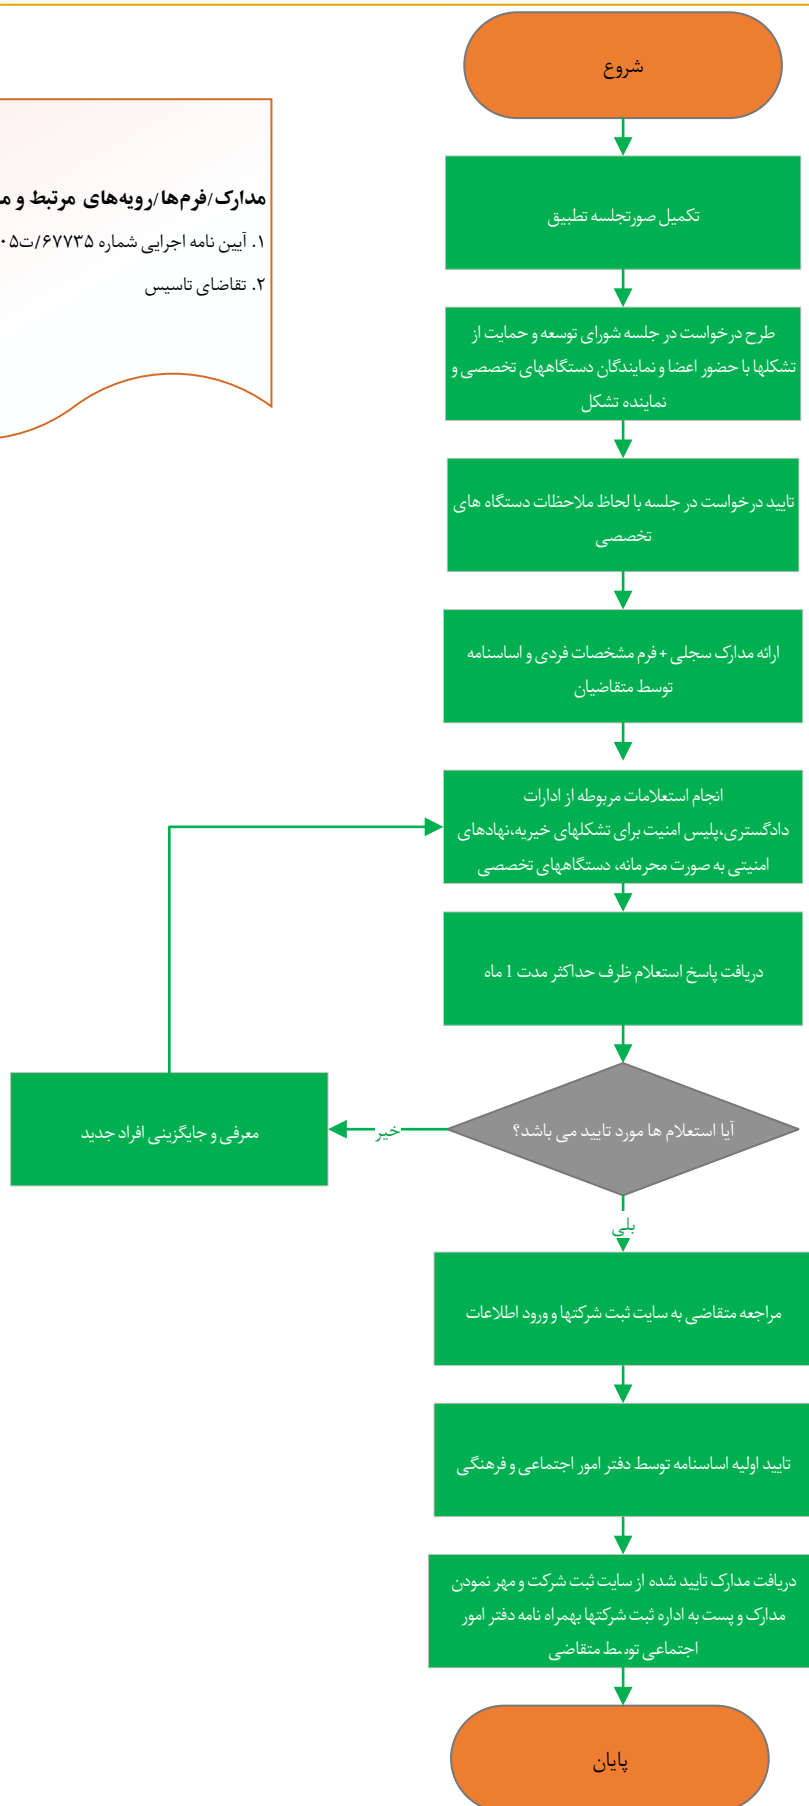 شروع
مدارک/فرم‌ها/رویه‌های مرتبط و
۱. آیین نامه اجرایی شماره ۶۷۷۳۵/ت۰۵
۲. تقاضای تاسیس
تکمیل صورتجلسه تطبیق
طرح درخواست در جلسه شورای توسعه و حمایت از
تشکلها با حضور اعضا و نمایندگان دستگاههای تخصصی و
نماینده تشکل
تایید درخواست در جلسه با لحاظ ملاحظات دستگاه های
تخصصی
ارائه مدارک سجلی + فرم مشخصات فردی و اساسنامه
توسط متقاضیان
انجام استعلامات مربوطه از ادارات
دادگستری،پلیس امنیت برای تشکلهای خیریه،نهادهای
امنیتی به صورت محرمانه، دستگاههای تخصصی
دریافت پاسخ استعلام ظرف حداکثر مدت 1 ماه
آیا استعلام ها مورد تایید می باشد؟
خیر
معرفی و جایگزینی افراد جدید
بلی
مراجعه متقاضی به سایت ثبت شرکتها و ورود اطلاعات
تایید اولیه اساسنامه توسط دفتر امور اجتماعی و فرهنگی
دریافت مدارک تایید شده از سایت ثبت شرکت و مهر نمودن
مدارک و پست به اداره ثبت شرکتها بهمراه نامه دفتر امور
اجتماعی توسط متقاضی
پایان